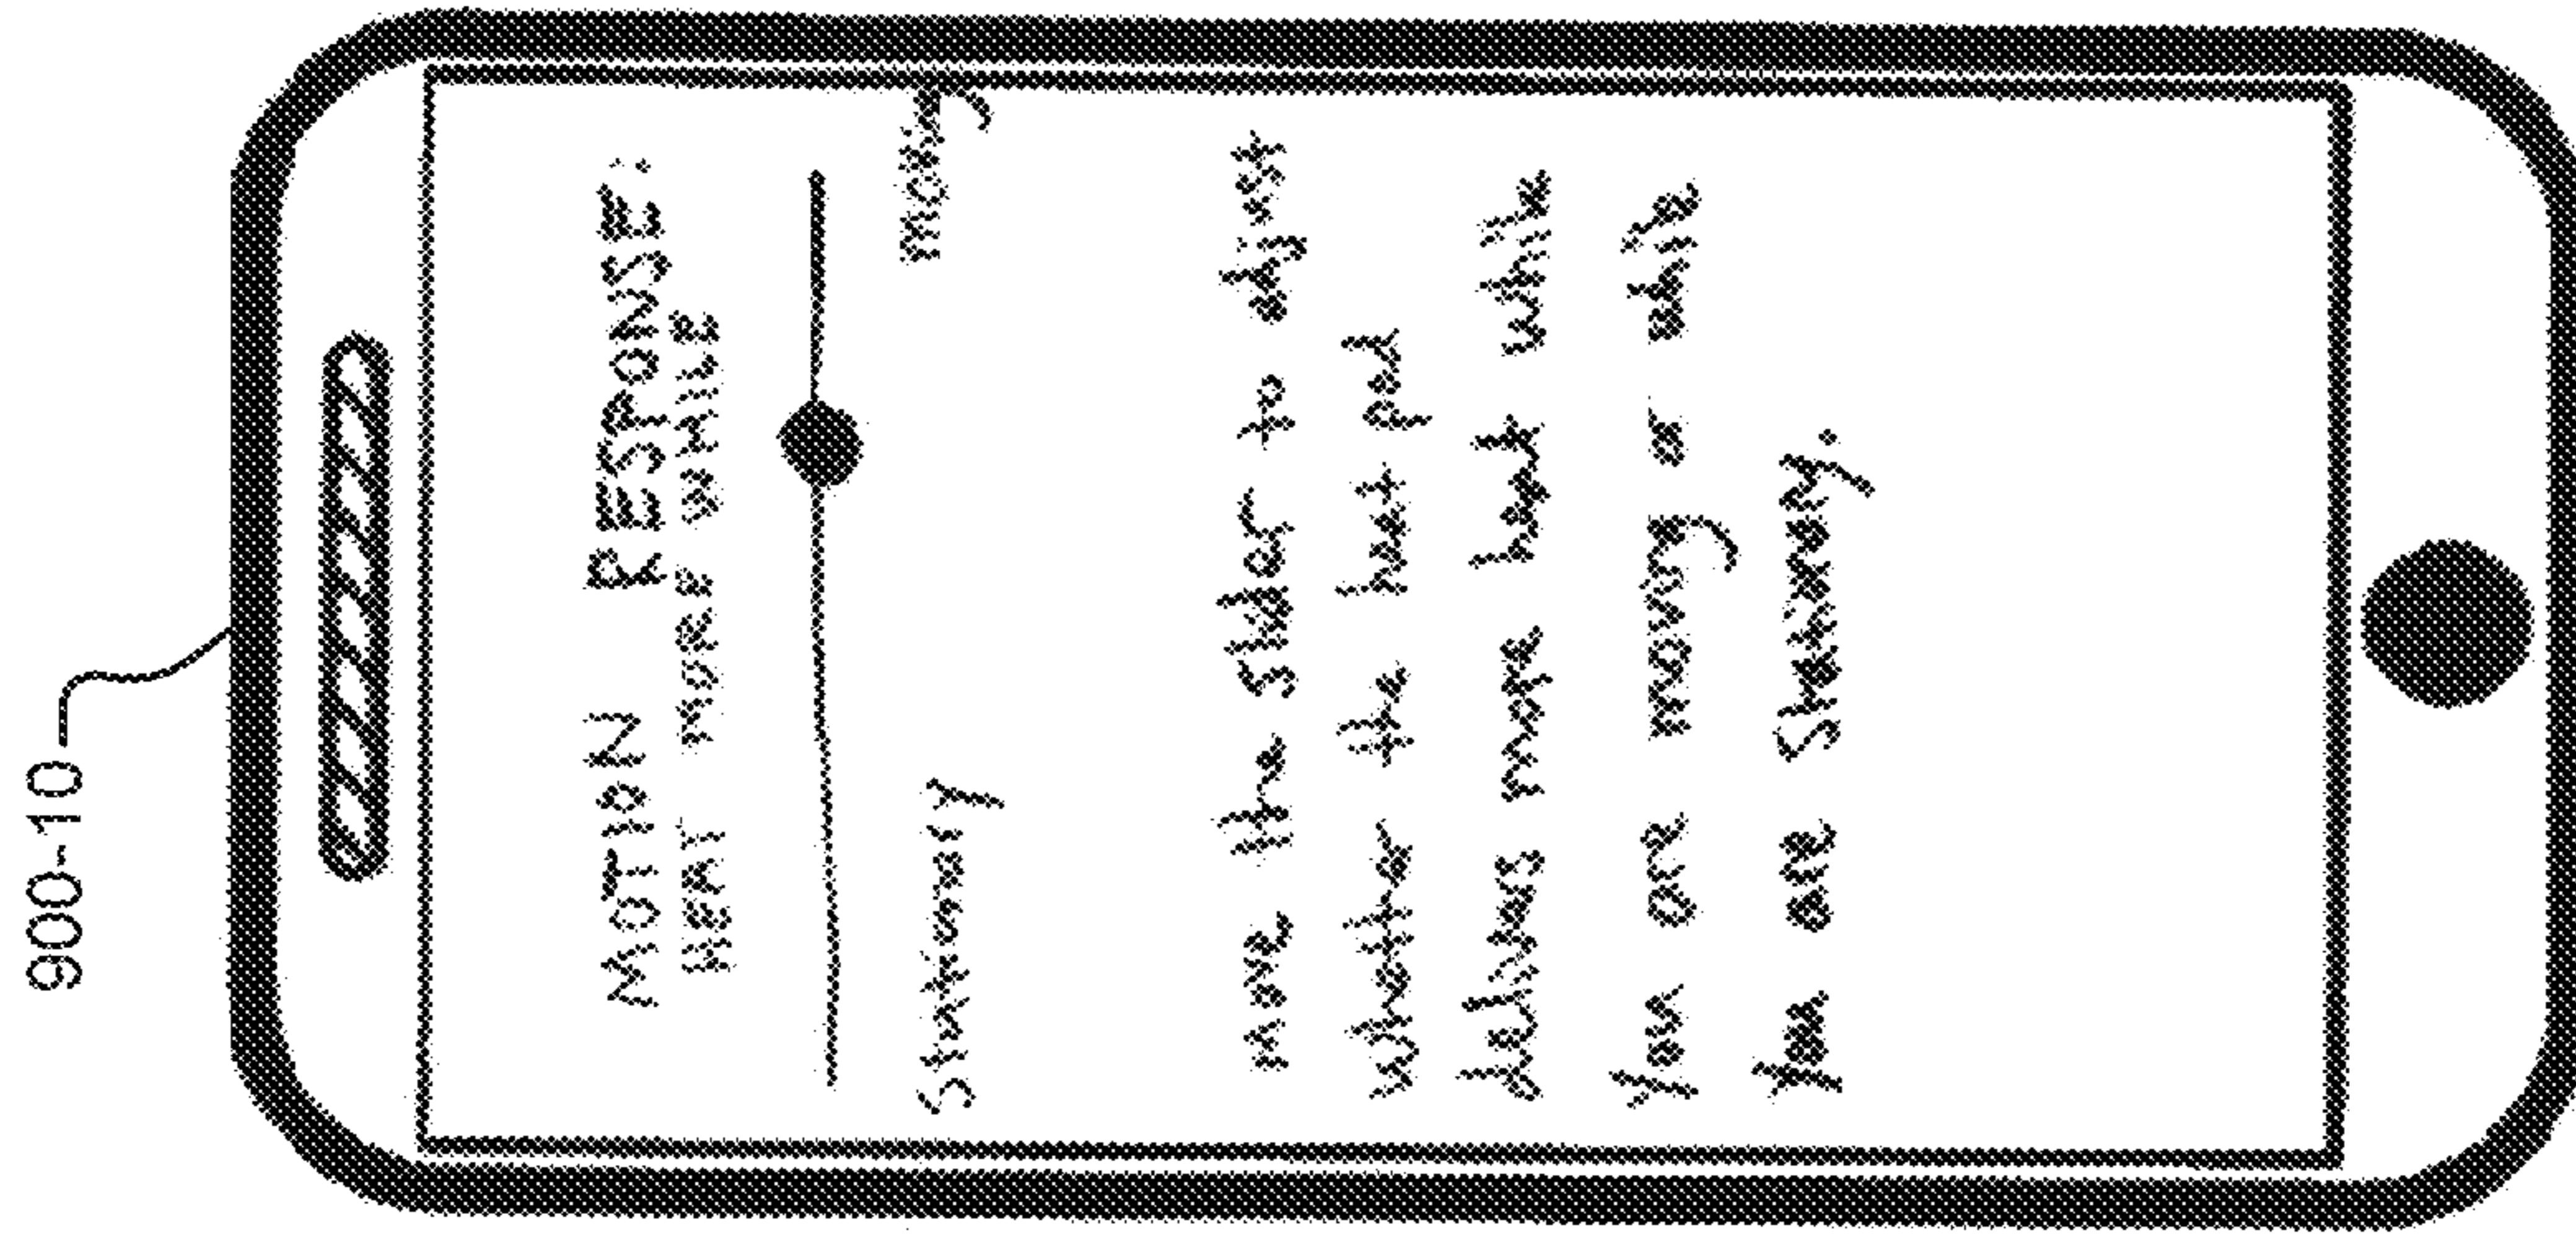 900-10
MOTION RESPONSE:
HEAT MORE WHILE
Stationary moving
move the slider to adjust
whether the heat pad
delivers more heat while
you are moving or while
you are stationary.